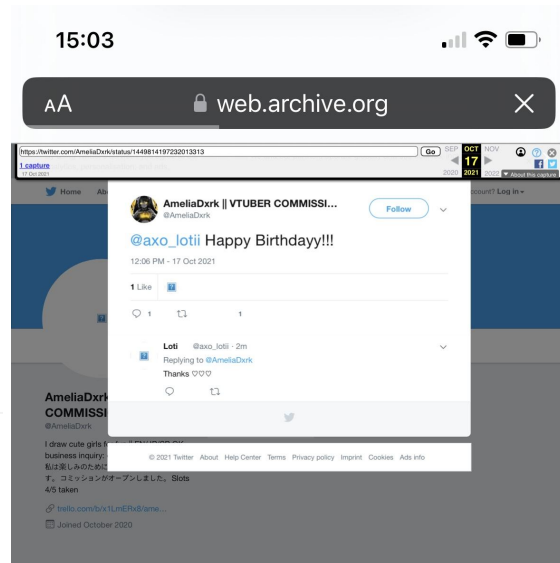 15:03
AA web.archive.org
https://twitter.com/AmeliaDxrk/status/1449814197232013313 Go SEP OCT NOV
1 capture 17
17 Oct 2021 2020 2021 2022 About this capture
Home Ab ccount? Log in
AmeliaDxrk || VTUBER COMMISSI... Follow
@AmeliaDxrk
@axo_lotii Happy Birthdayy!!!
12:06 PM - 17 Oct 2021
1 Like
1 1
Loti @axo_lotii · 2m
Replying to @AmeliaDxrk
Thanks ♡♡♡
AmeliaDxrk
COMMISSI
@AmeliaDxrk
I draw cute girls
business inquiry:
私は楽しみのために
す。コミッションがオープンしました。 Slots
4/5 taken
trello.com/b/x1LmERx8/ame...
Joined October 2020
© 2021 Twitter About Help Center Terms Privacy policy Imprint Cookies Ads info